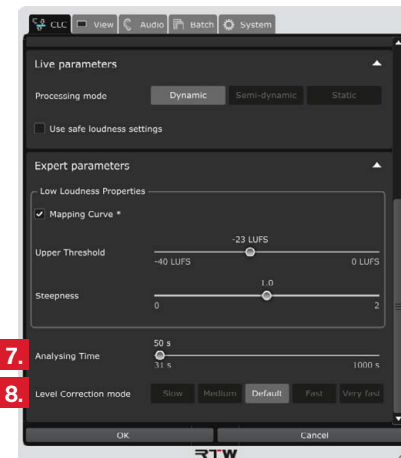 CLC View Audio Batch System
Live parameters
Processing mode Dynamic Semi-dynamic Static
Use safe loudness settings
Expert parameters
Low Loudness Properties
Mapping Curve *
-23 LUFS
Upper Threshold
-40 LUFS 0 LUFS
1.0
Steepness
0 2
50 s
7. Analysing Time
31 s 1000 s
8. Level Correction mode Slow Medium Default Fast Very fast
OK Cancel
RTW